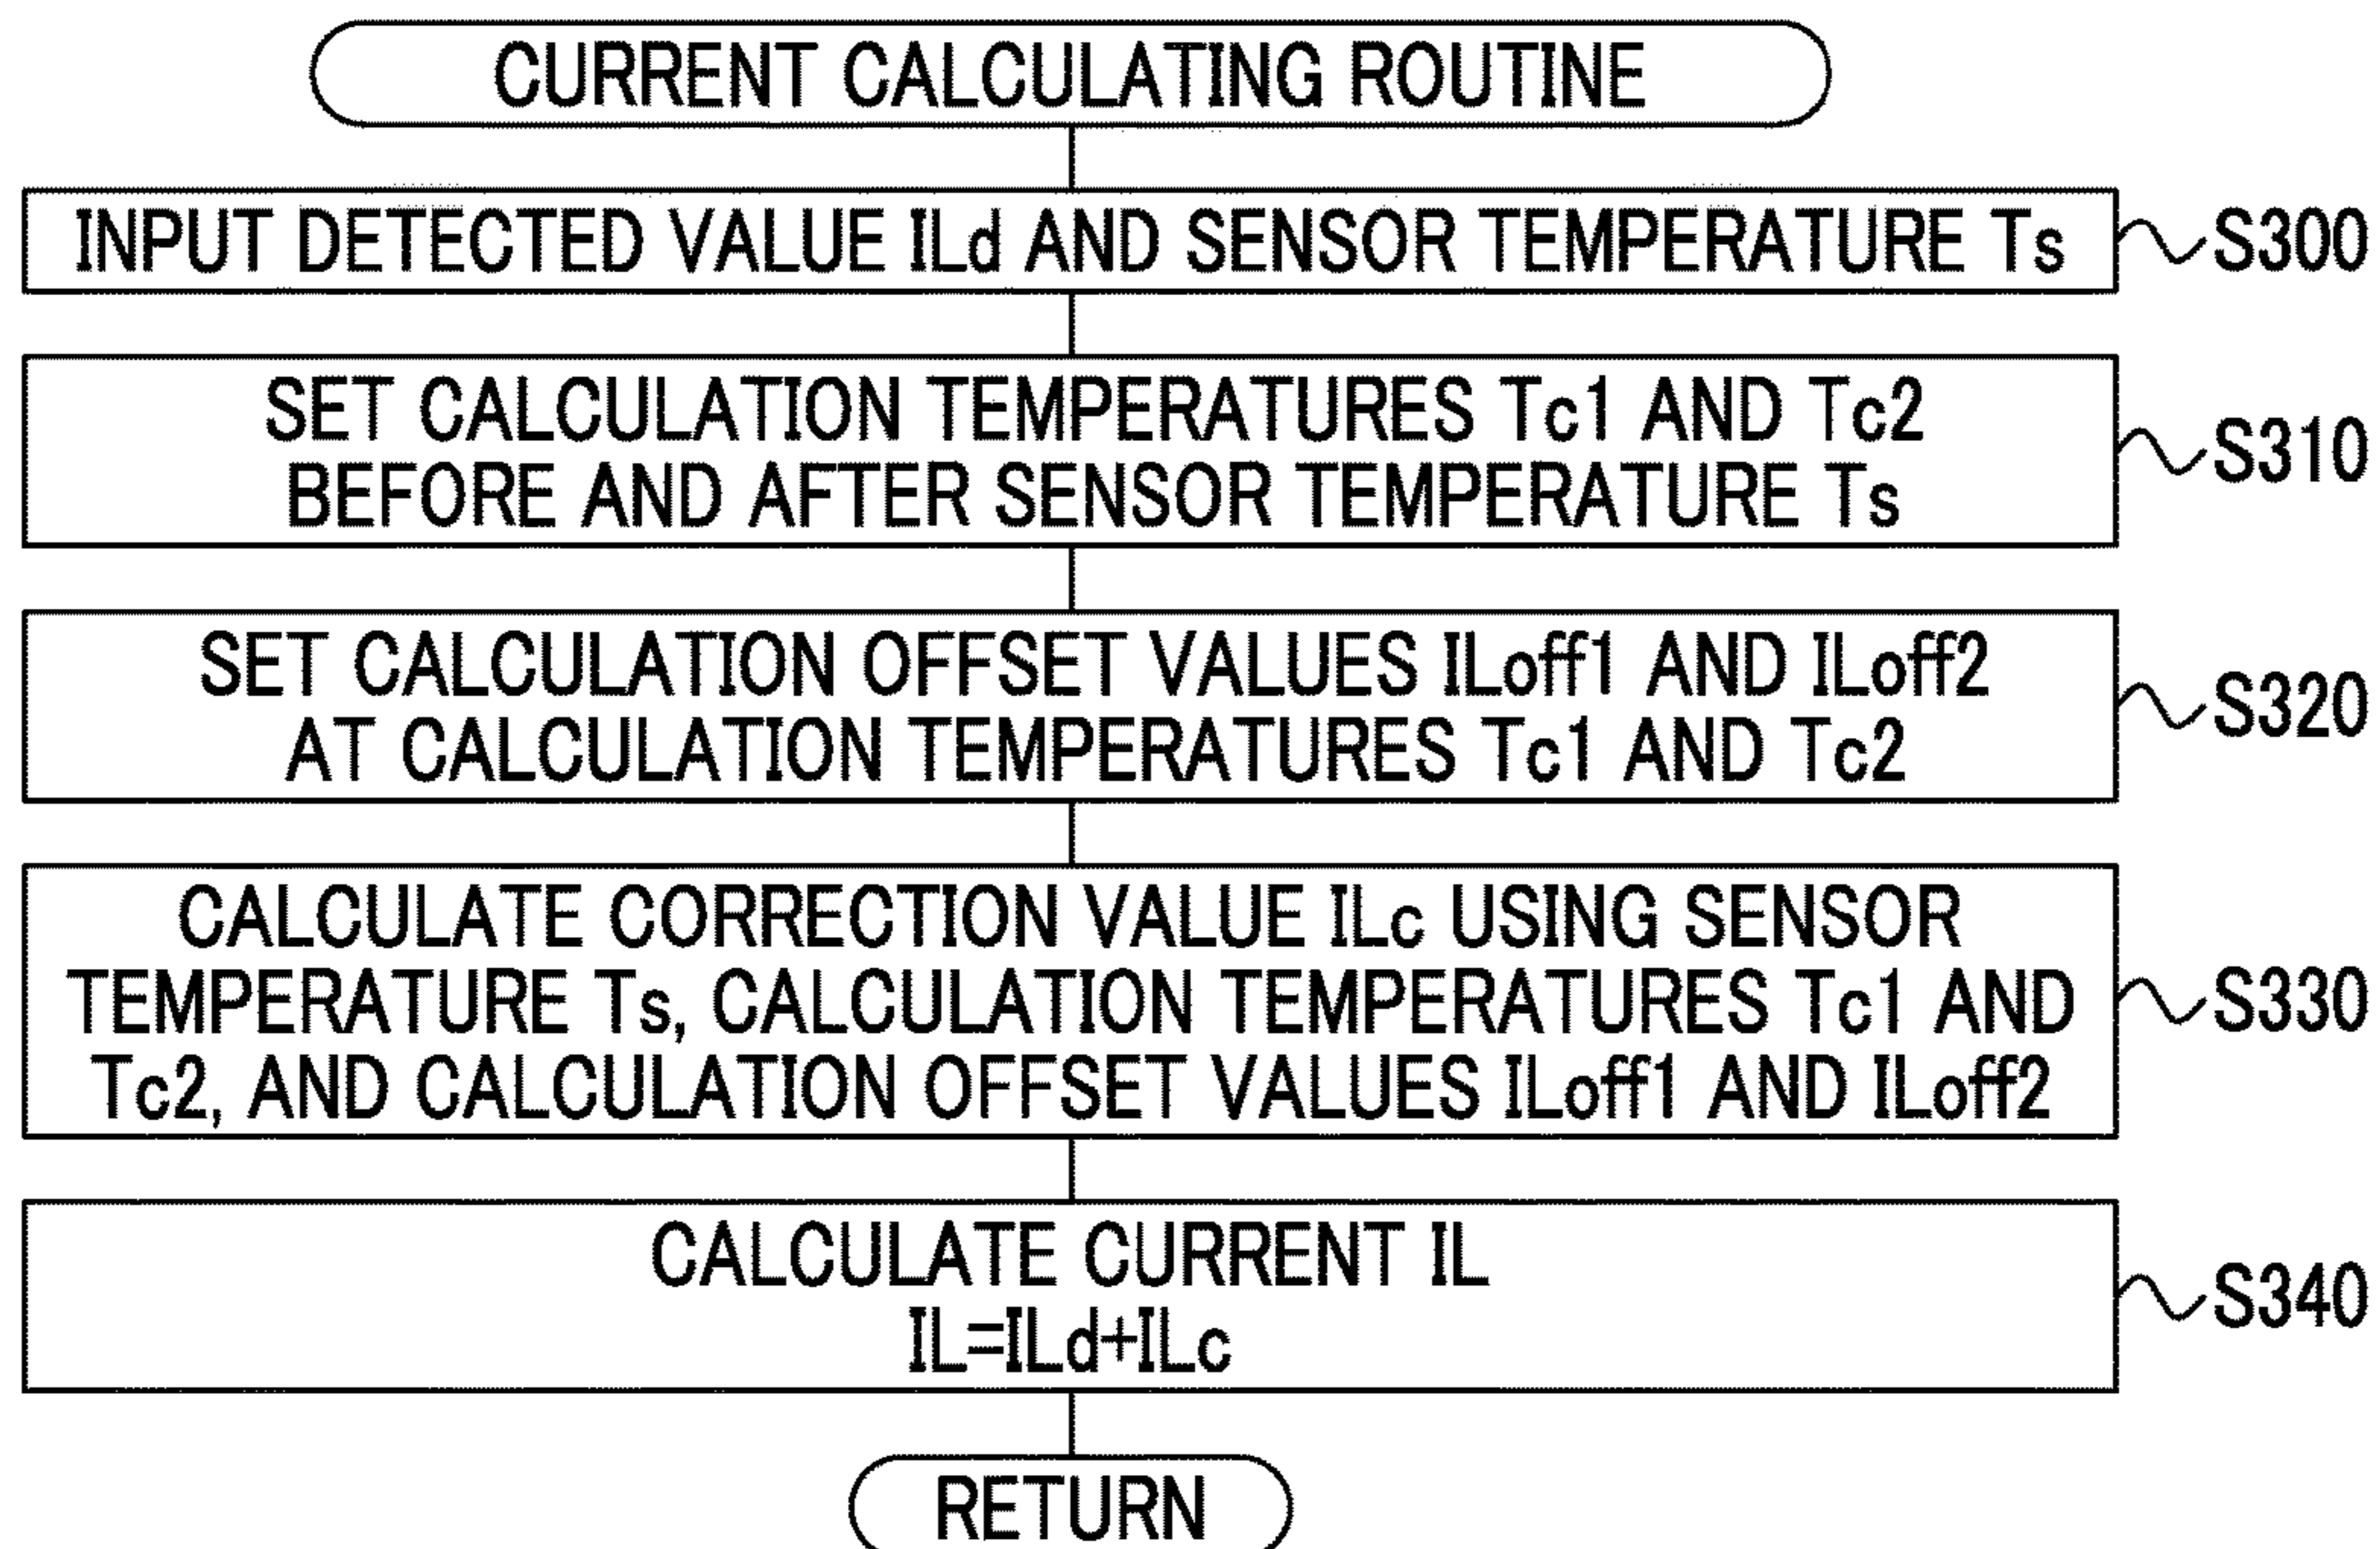 CURRENT CALCULATING ROUTINE
INPUT DETECTED VALUE ILd AND SENSOR TEMPERATURE Ts
S300
SET CALCULATION TEMPERATURES Tc1 AND Tc2
BEFORE AND AFTER SENSOR TEMPERATURE Ts
S310
SET CALCULATION OFFSET VALUES ILoff1 AND ILoff2
AT CALCULATION TEMPERATURES Tc1 AND Tc2
S320
CALCULATE CORRECTION VALUE ILc USING SENSOR
TEMPERATURE Ts, CALCULATION TEMPERATURES Tc1 AND
Tc2, AND CALCULATION OFFSET VALUES ILoff1 AND ILoff2
S330
CALCULATE CURRENT IL
IL=ILd+ILc
S340
RETURN